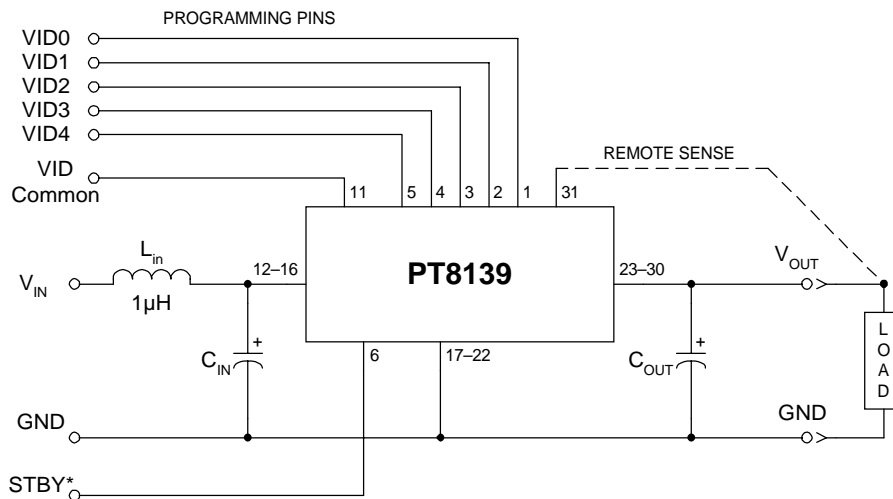 PROGRAMMING PINS
VID0
VID1
VID2
VID3
VID4
VID
Common
REMOTE SENSE
11 5 4 3 2 1 31
L_in
1µH
V_IN
12–16
PT8139
23–30
V_OUT
C_IN
+
6
17–22
C_OUT
+
LOAD
GND
GND
STBY*